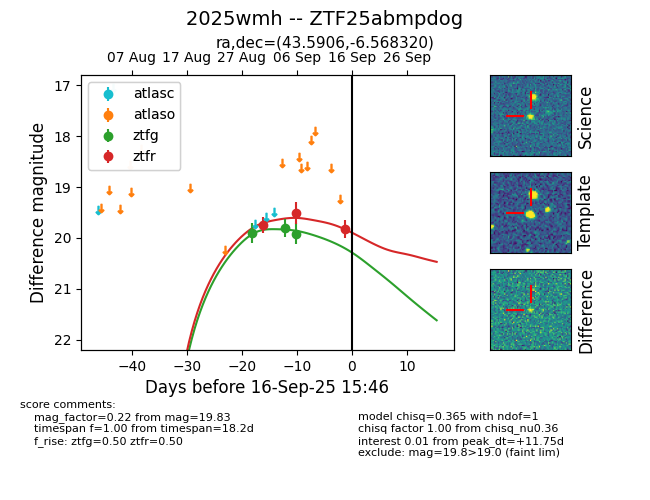 2025wmh -- ZTF25abmpdog
ra,dec=(43.5906,-6.568320)
07 Aug 17 Aug 27 Aug 06 Sep 16 Sep 26 Sep
17
18
19
20
21
22
Difference magnitude
atlasc
atlaso
ztfg
ztfr
−40 −30 −20 −10 0 10
Days before 16-Sep-25 15:46
Science
Template
Difference
score comments:
mag_factor=0.22 from mag=19.83
timespan f=1.00 from timespan=18.2d
f_rise: ztfg=0.50 ztfr=0.50
model chisq=0.365 with ndof=1
chisq factor 1.00 from chisq_nu0.36
interest 0.01 from peak_dt=+11.75d
exclude: mag=19.8>19.0 (faint lim)